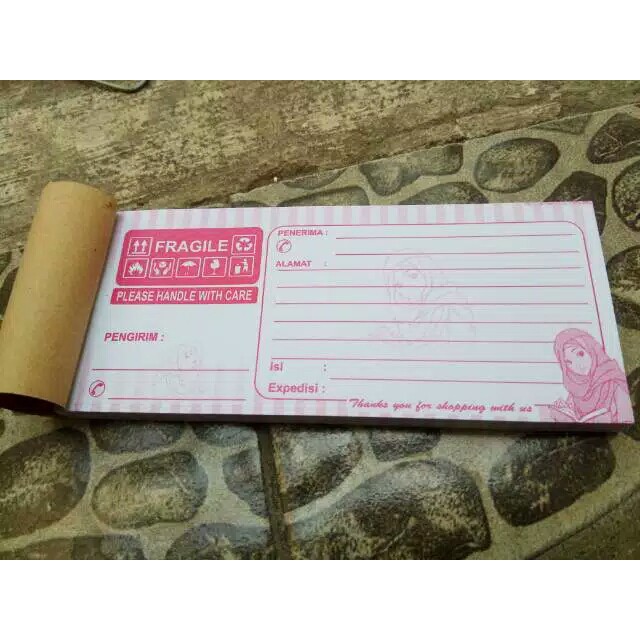 FRAGILE
PLEASE HANDLE WITH CARE
PENGIRIM :
PENERIMA :
ALAMAT :
Isi :
Expedisi :
Thanks you for shopping with us